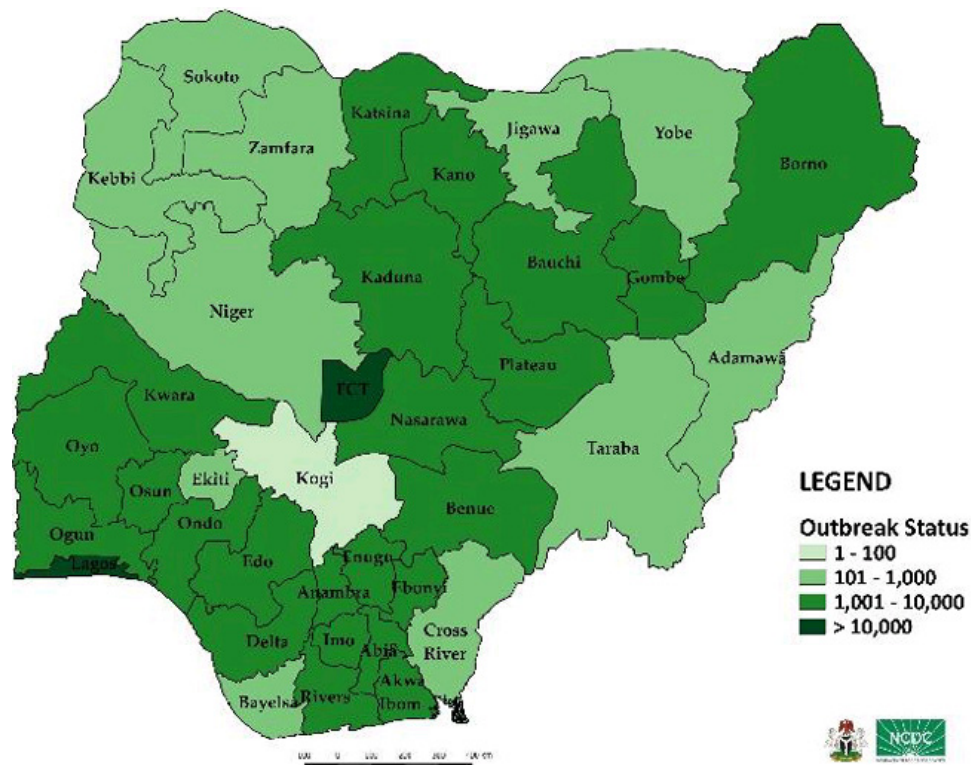 Sokoto
Katsina
Jigawa
Yobe
Zamfara
Kano
Borno
Kebbi
Bauchi
Kaduna
Gombe
Niger
Adamawa
Plateau
FCT
Kwara
Nasarawa
Oyo
Taraba
Kogi
Ekiti
Osun
Benue
Ondo
Ogun
Lagos
Edo
Enugu
Ebonyi
Anambra
Cross
River
Delta
Imo
Abia
Akwa
Ibom
Rivers
Bayelsa
LEGEND
Outbreak Status
1 - 100
101 - 1,000
1,001 - 10,000
> 10,000
NCDC